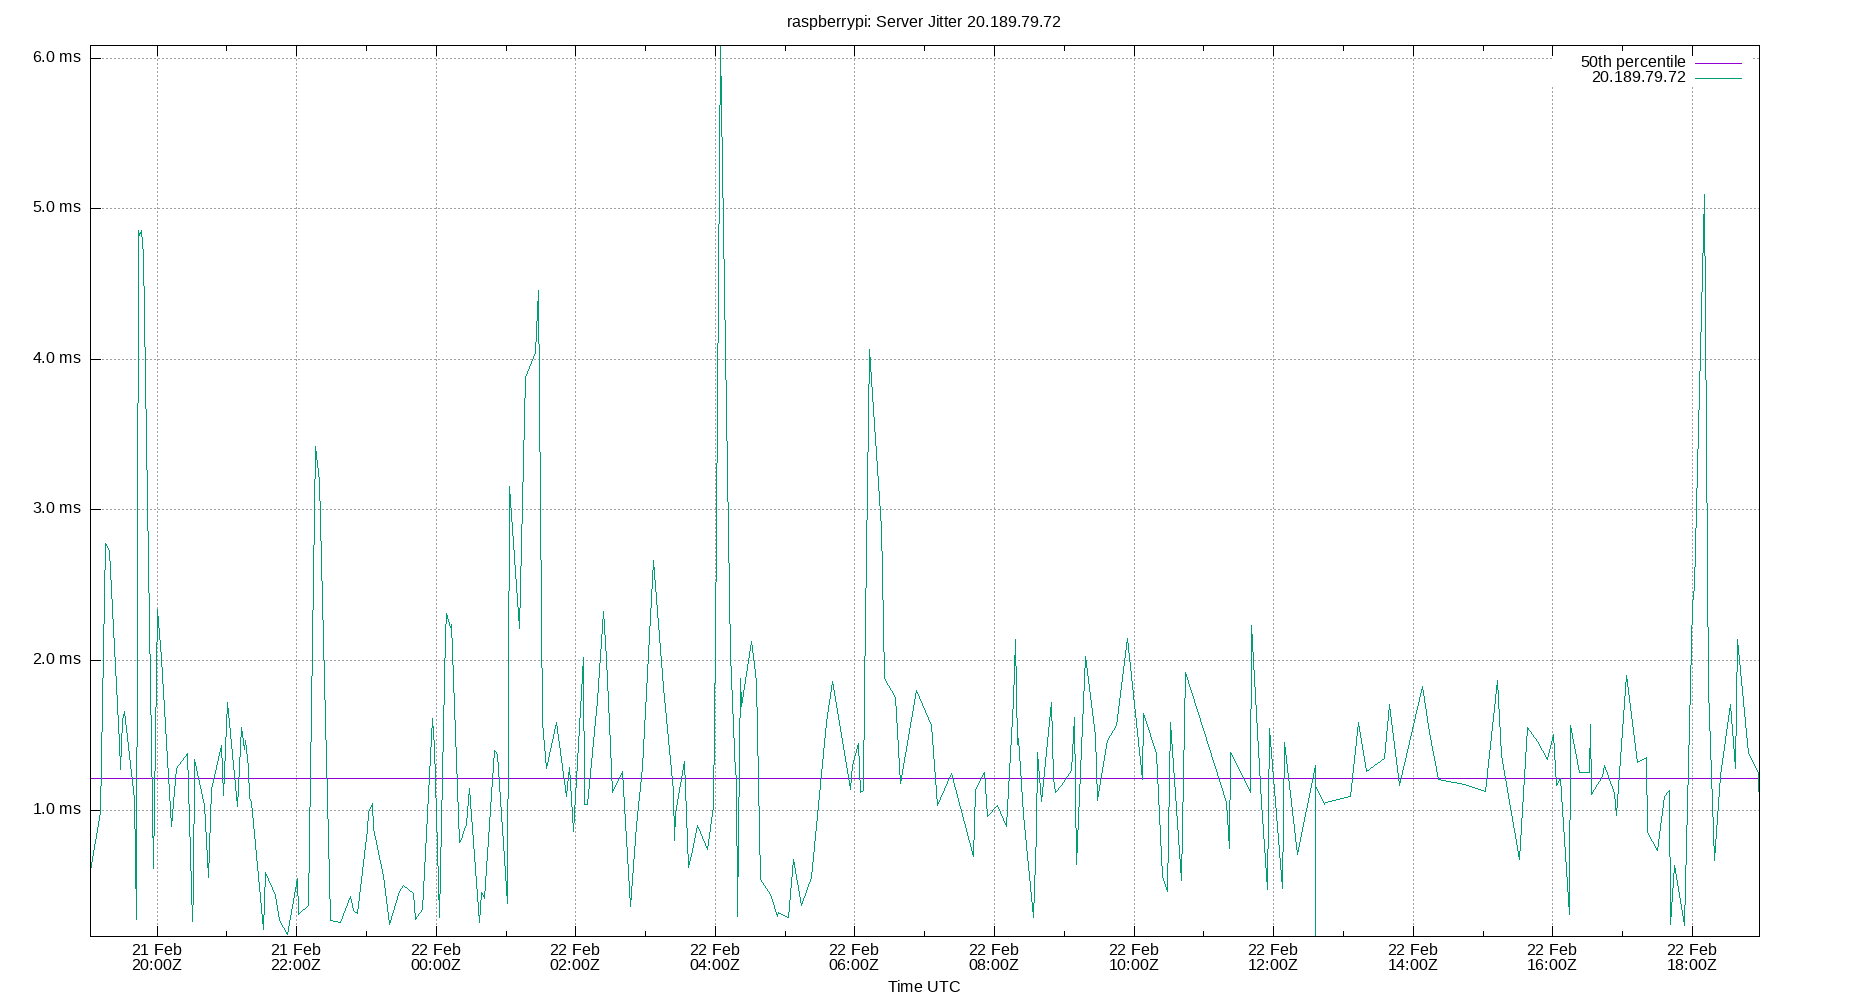 raspberrypi: Server Jitter 20.189.79.72
6.0 ms
5.0 ms
4.0 ms
3.0 ms
2.0 ms
1.0 ms
50th percentile
20.189.79.72
21 Feb
20:00Z
21 Feb
22:00Z
22 Feb
00:00Z
22 Feb
02:00Z
22 Feb
04:00Z
22 Feb
06:00Z
22 Feb
08:00Z
22 Feb
10:00Z
22 Feb
12:00Z
22 Feb
14:00Z
22 Feb
16:00Z
22 Feb
18:00Z
Time UTC